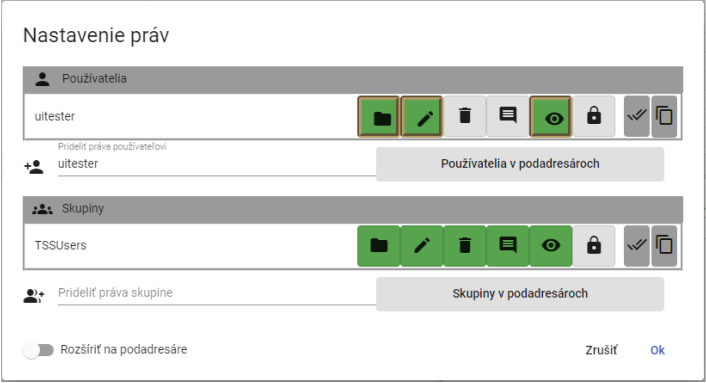 Nastavenie práv
Používatelia
uitester
Prideliť práva používateľovi
uitester
Používatelia v podadresároch
Skupiny
TSSUsers
Prideliť práva skupine
Skupiny v podadresároch
Rozšíriť na podadresáre
Zrušiť
Ok